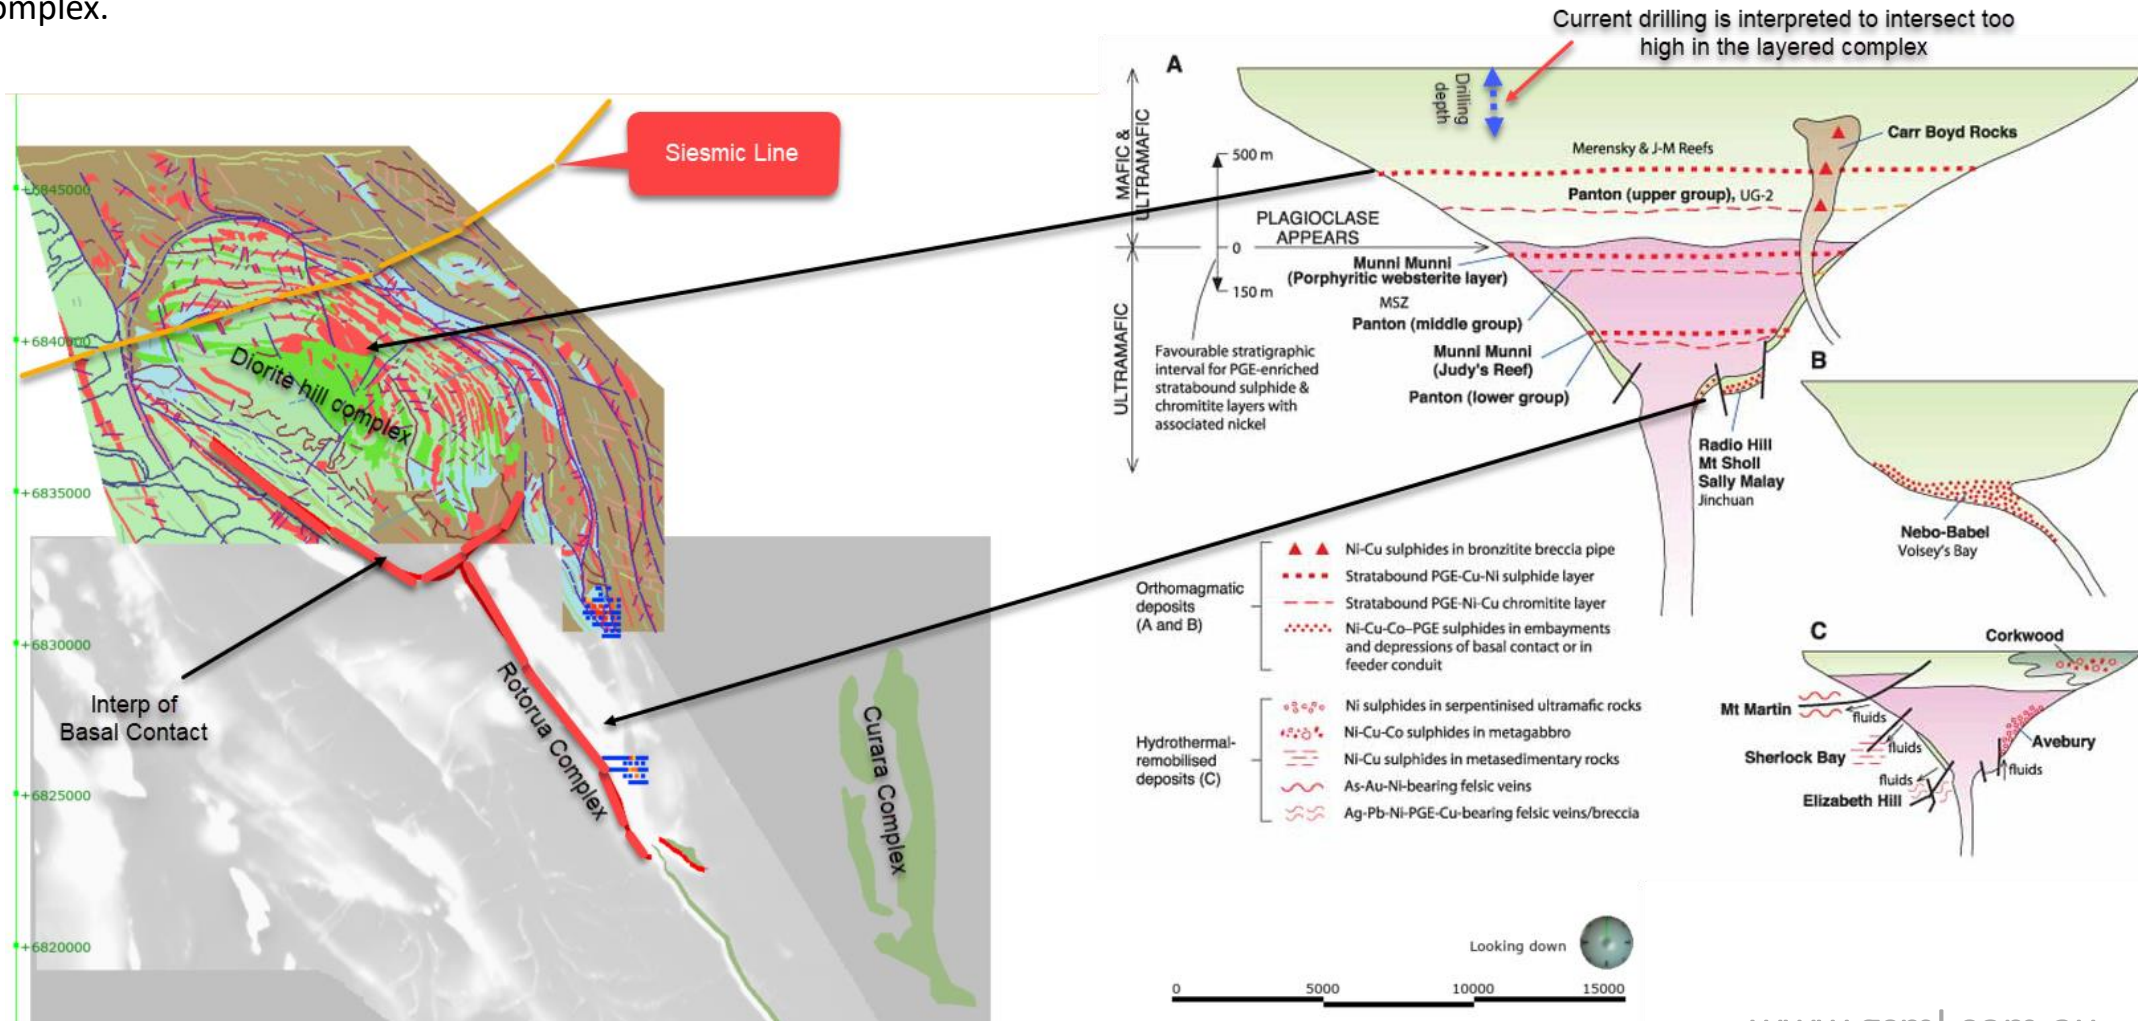 omplex.
Current drilling is interpreted to intersect too
high in the layered complex
Siesmic Line
+6845000
+6840000
+6835000
+6830000
+6825000
+6820000
Diorite hill complex
Interp of
Basal Contact
Rotorua Complex
Curara Complex
A
MAFIC &
ULTRAMAFIC
ULTRAMAFIC
Drilling
depth
500 m
0
150 m
PLAGIOCLASE
APPEARS
Merensky & J-M Reefs
Panton (upper group), UG-2
Carr Boyd Rocks
Munni Munni
(Porphyritic websterite layer)
MSZ
Panton (middle group)
Munni Munni
(Judy's Reef)
Panton (lower group)
Favourable stratigraphic
interval for PGE-enriched
stratabound sulphide &
chromitite layers with
associated nickel
Radio Hill
Mt Sholl
Sally Malay
Jinchuan
B
Nebo-Babel
Voisey's Bay
C
Corkwood
Mt Martin
fluids
Sherlock Bay
fluids
Avebury
fluids
fluids
Elizabeth Hill
Orthomagmatic
deposits
(A and B)
Ni-Cu sulphides in bronzitite breccia pipe
Stratabound PGE-Cu-Ni sulphide layer
Stratabound PGE-Ni-Cu chromitite layer
Ni-Cu-Co–PGE sulphides in embayments
and depressions of basal contact or in
feeder conduit
Hydrothermal-
remobilised
deposits (C)
Ni sulphides in serpentinised ultramafic rocks
Ni-Cu-Co sulphides in metagabbro
Ni-Cu sulphides in metasedimentary rocks
As-Au-Ni-bearing felsic veins
Ag-Pb-Ni-PGE-Cu-bearing felsic veins/breccia
Looking down
0 5000 10000 15000